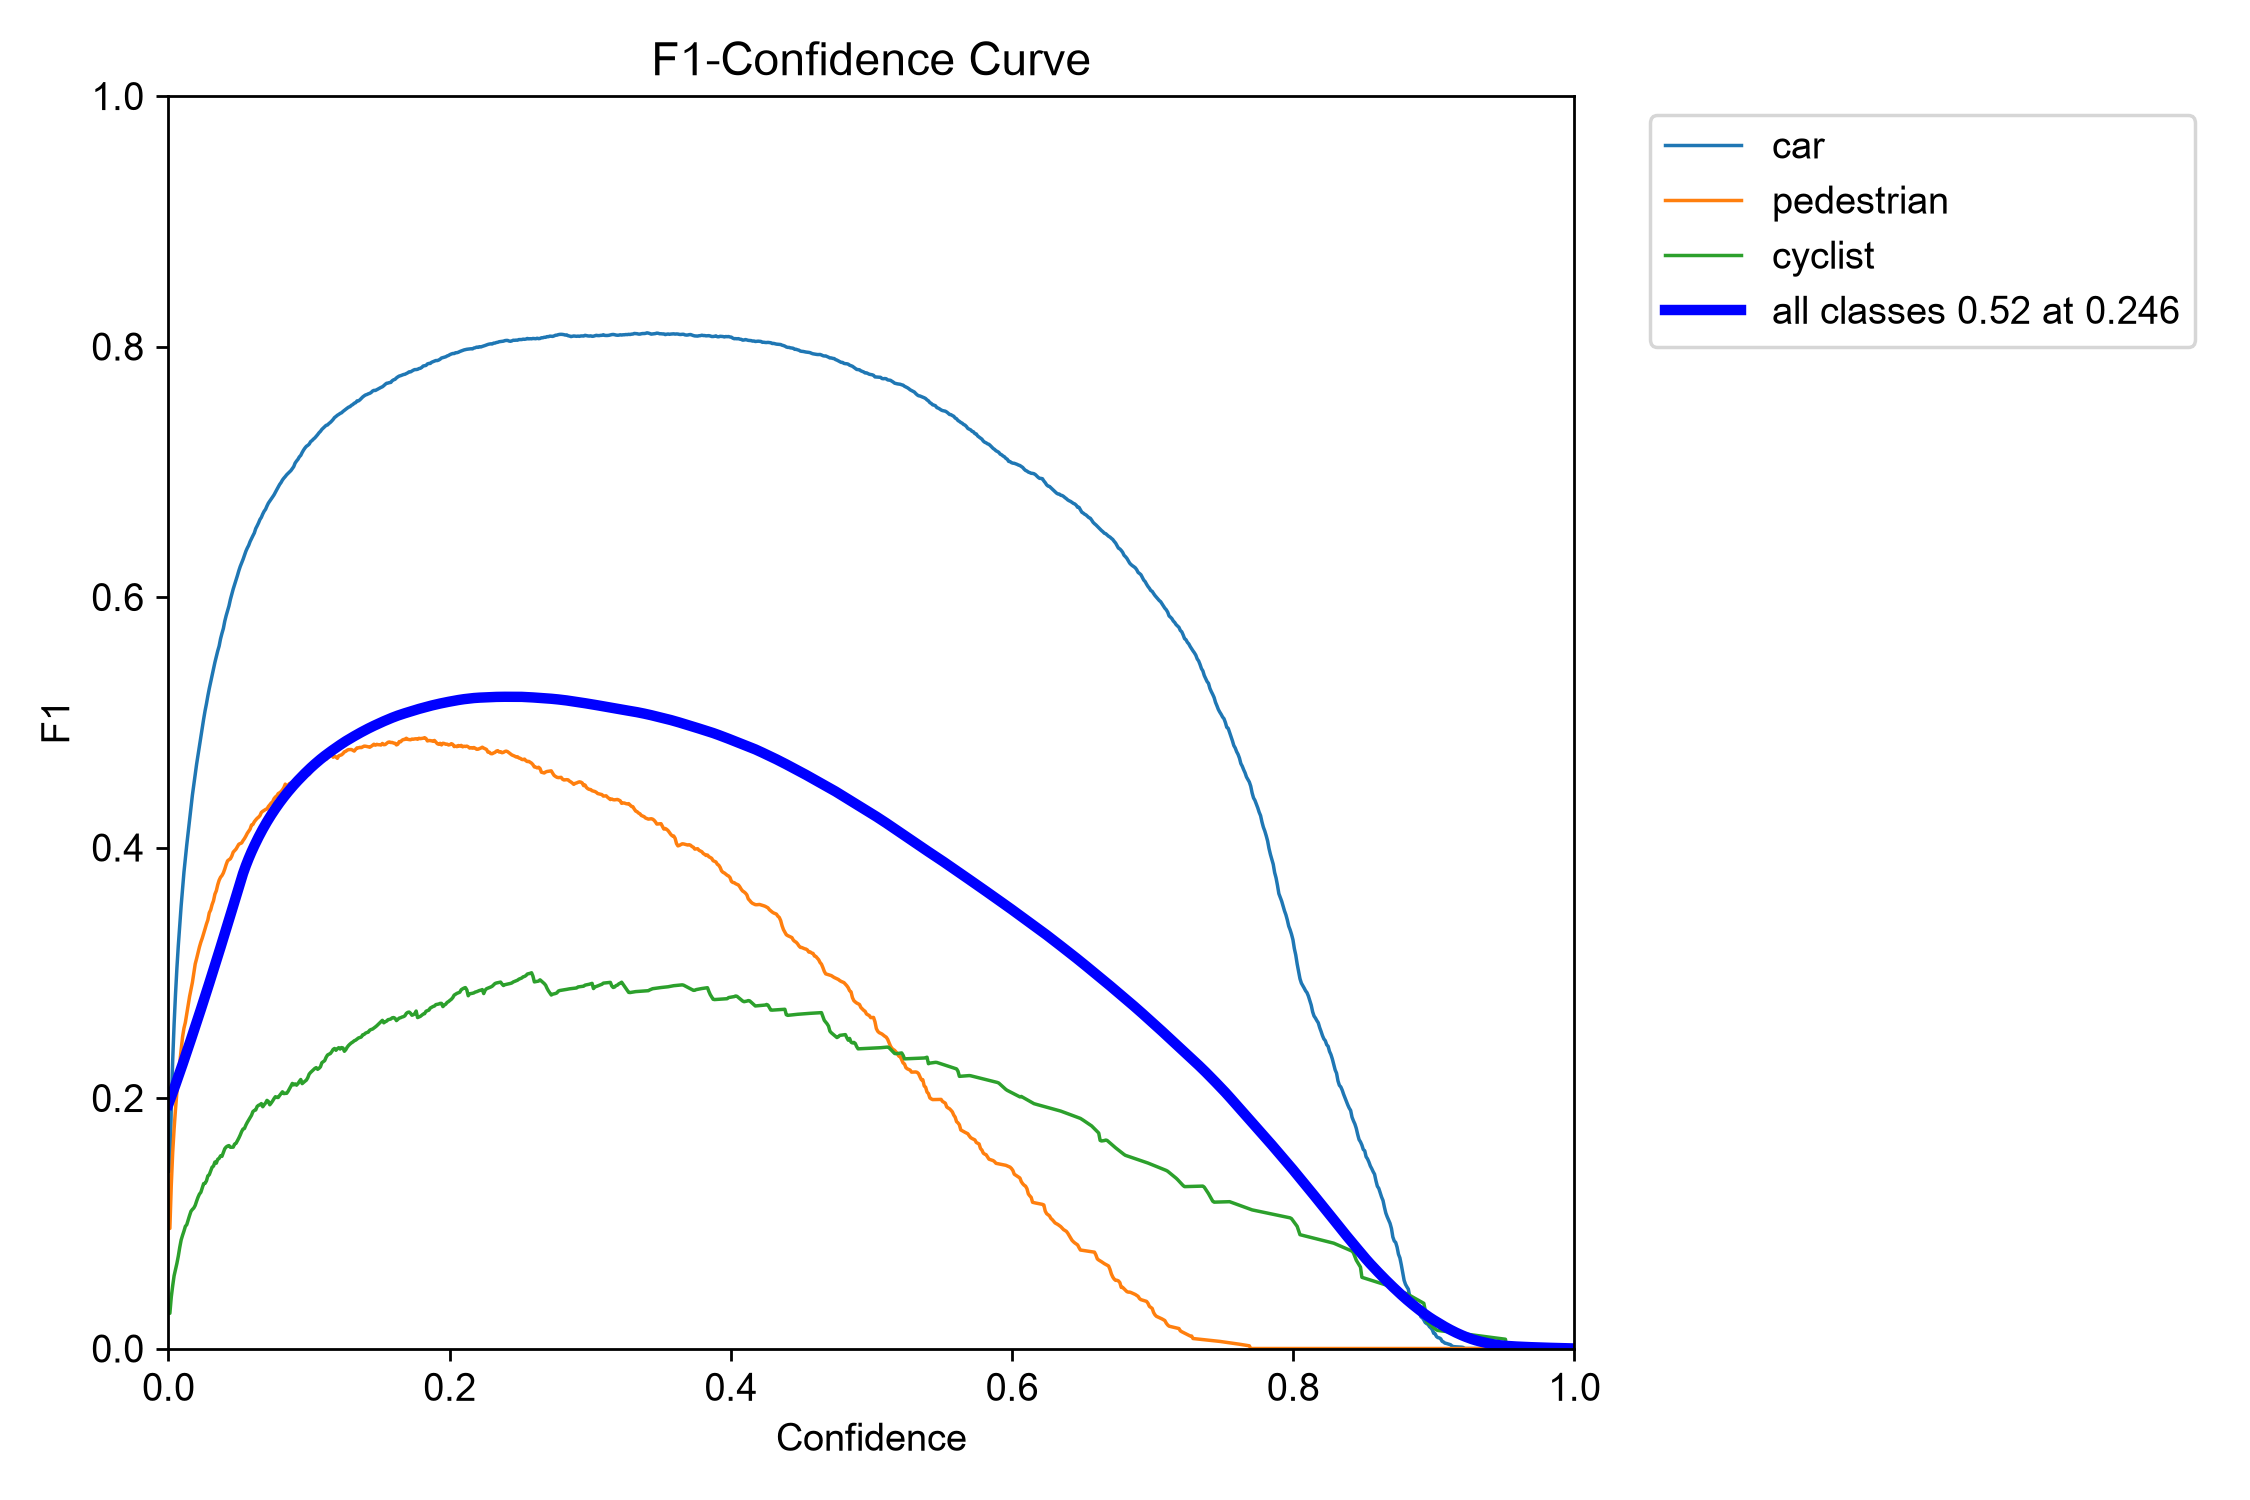 F1-Confidence Curve
1.0
0.8
0.6
0.4
0.2
0.0
F1
0.0 0.2 0.4 0.6 0.8 1.0
Confidence
car
pedestrian
cyclist
all classes 0.52 at 0.246